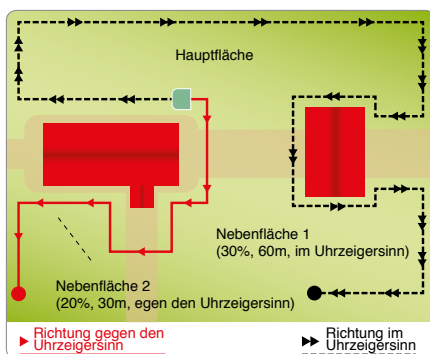 Hauptfläche
Nebenfläche 1
(30%, 60m, im Uhrzeigersinn)
Nebenfläche 2
(20%, 30m, egen den Uhrzeigersinn)
Richtung gegen den
Uhrzeigersinn
Richtung im
Uhrzeigersinn